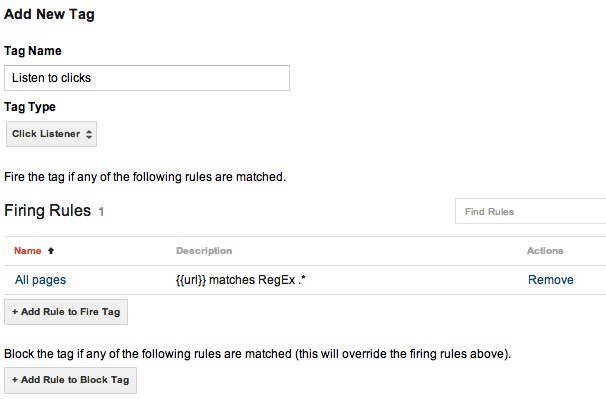 Add New Tag
Tag Name
Listen to clicks
Tag Type
Click Listener
Fire the tag if any of the following rules are matched.
Firing Rules 1
Find Rules
Name Description Actions
All pages {{url}} matches RegEx .* Remove
+ Add Rule to Fire Tag
Block the tag if any of the following rules are matched (this will override the firing rules above).
+ Add Rule to Block Tag